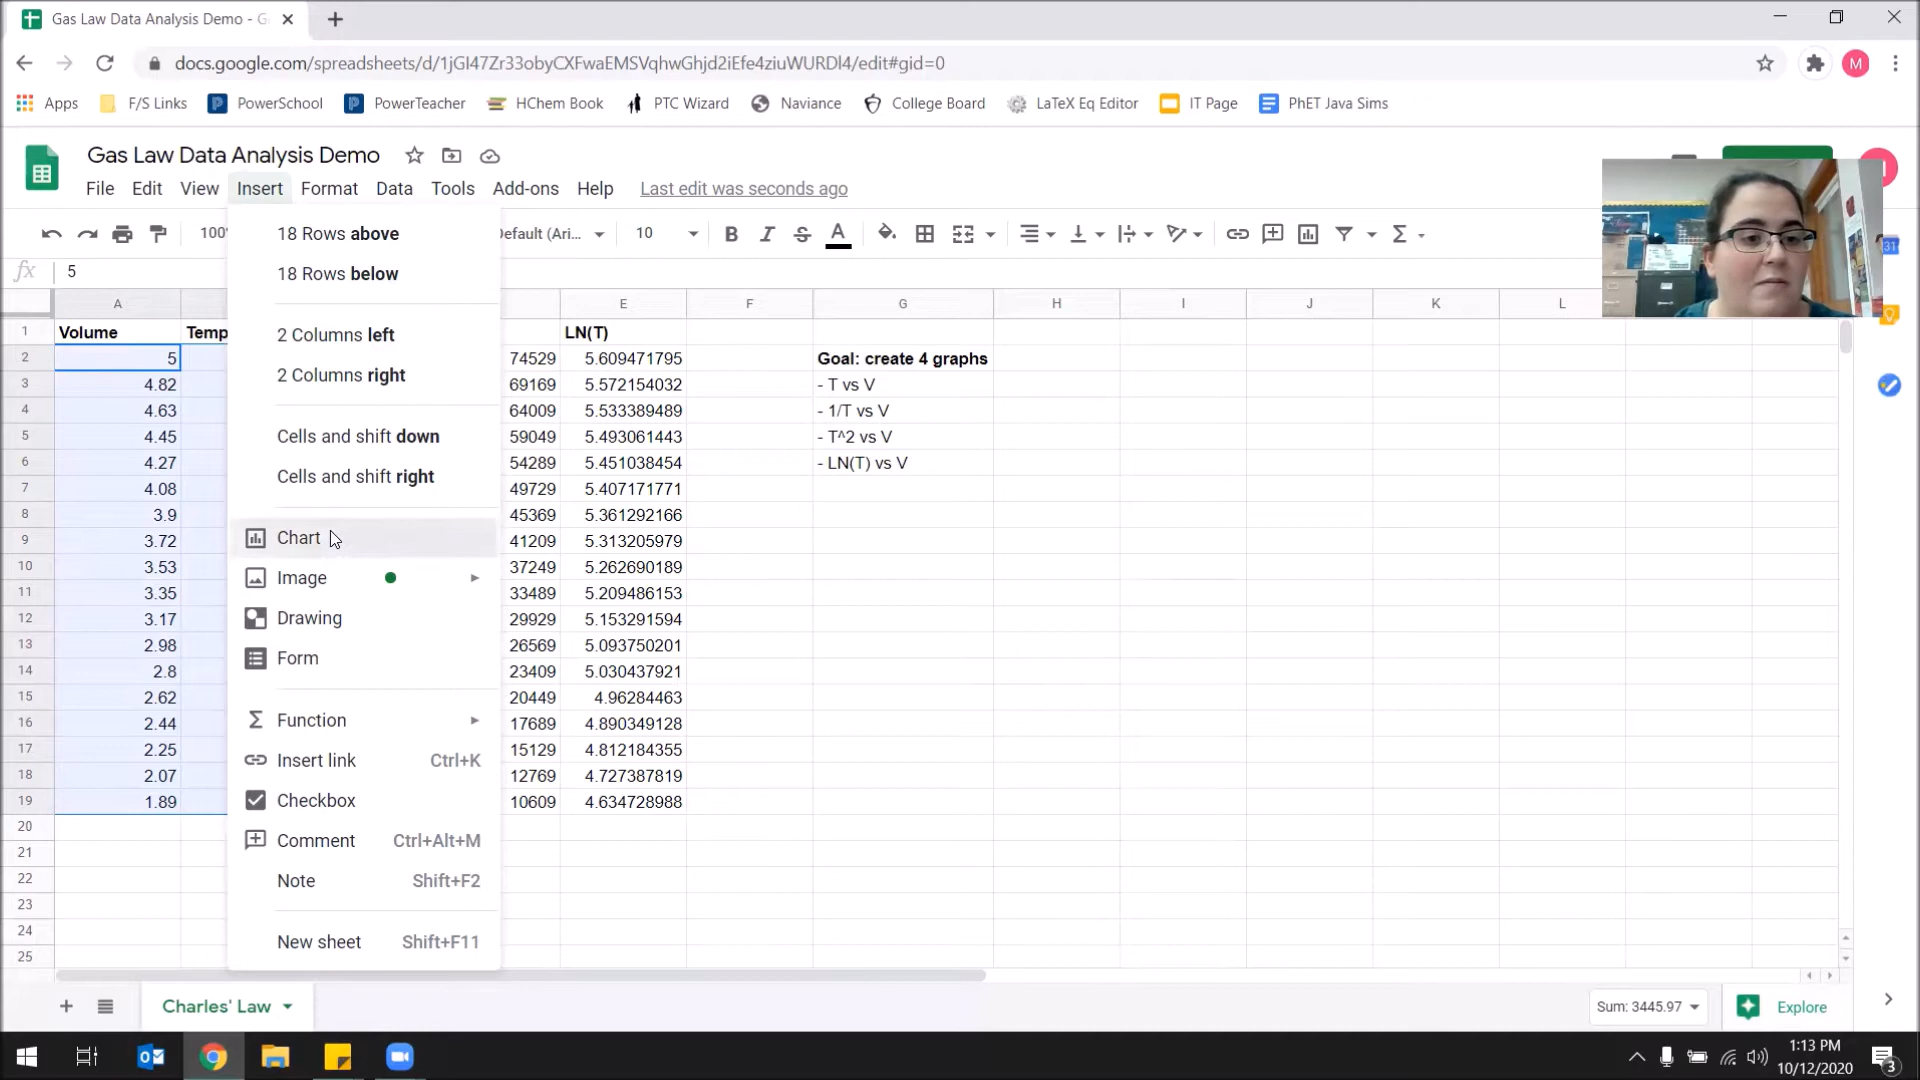 Gas Law Data Analysis Demo - G
docs.google.com/spreadsheets/d/1jGI47Zr33obyCXFwaEMSVqhwGhjd2iEfe4ziuWURDl4/edit#gid=0
M
Apps F/S Links PowerSchool PowerTeacher HChem Book PTC Wizard Naviance College Board LaTeX Eq Editor IT Page PhET Java Sims
Gas Law Data Analysis Demo
File Edit View Insert Format Data Tools Add-ons Help Last edit was seconds ago
100% Default (Ari... 10 B I S A
fx 5
31
A E F G H I J K L
18 Rows above
18 Rows below
2 Columns left
2 Columns right
Cells and shift down
Cells and shift right
Chart
Image
Drawing
Form
Function
Insert link Ctrl+K
Checkbox
Comment Ctrl+Alt+M
Note Shift+F2
New sheet Shift+F11
1 Volume Temp LN(T)
2 5 74529 5.609471795 Goal: create 4 graphs
3 4.82 69169 5.572154032 - T vs V
4 4.63 64009 5.533389489 - 1/T vs V
5 4.45 59049 5.493061443 - T^2 vs V
6 4.27 54289 5.451038454 - LN(T) vs V
7 4.08 49729 5.407171771
8 3.9 45369 5.361292166
9 3.72 41209 5.313205979
10 3.53 37249 5.262690189
11 3.35 33489 5.209486153
12 3.17 29929 5.153291594
13 2.98 26569 5.093750201
14 2.8 23409 5.030437921
15 2.62 20449 4.96284463
16 2.44 17689 4.890349128
17 2.25 15129 4.812184355
18 2.07 12769 4.727387819
19 1.89 10609 4.634728988
20
21
22
23
24
25
Charles' Law Sum: 3445.97 Explore
1:13 PM
10/12/2020
3